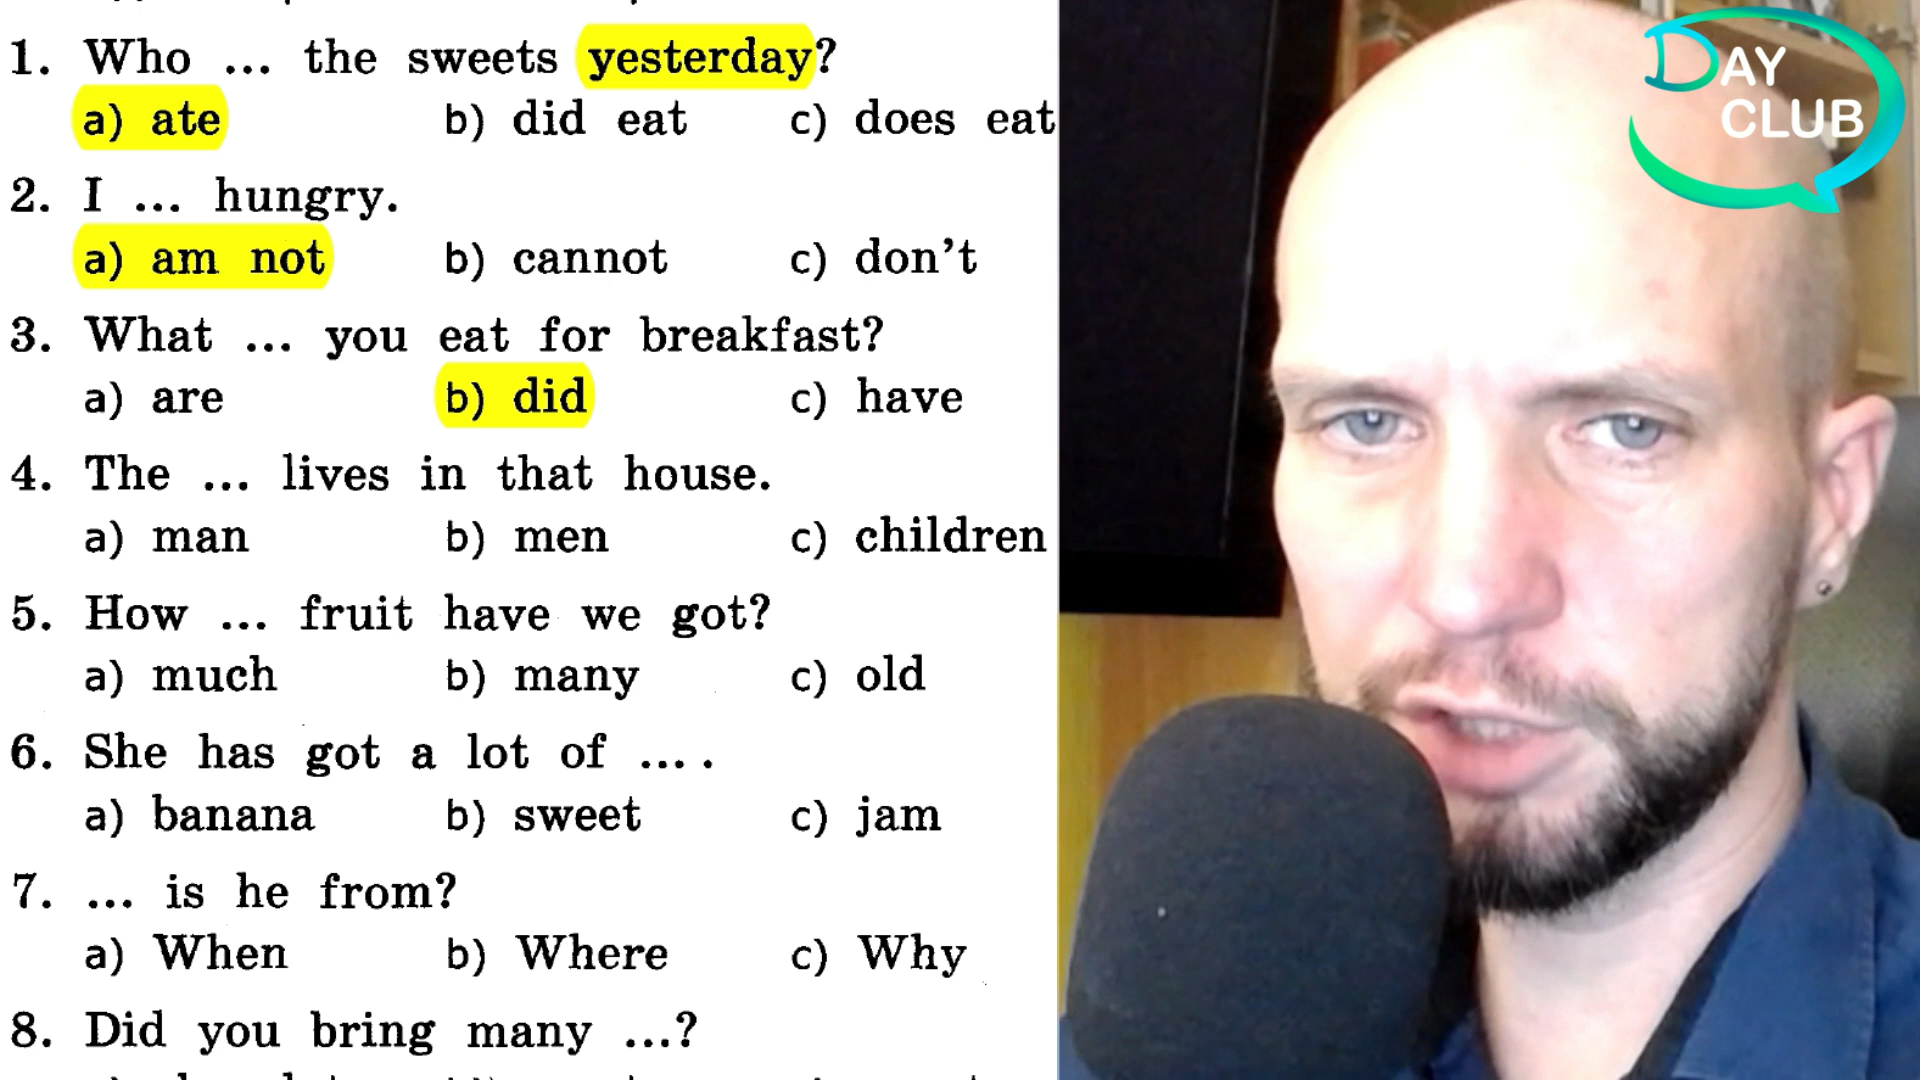 1. Who ... the sweets yesterday?
a) ate b) did eat c) does eat
2. I ... hungry.
a) am not b) cannot c) don't
3. What ... you eat for breakfast?
a) are b) did c) have
4. The ... lives in that house.
a) man b) men c) children
5. How ... fruit have we got?
a) much b) many c) old
6. She has got a lot of ... .
a) banana b) sweet c) jam
7. ... is he from?
a) When b) Where c) Why
8. Did you bring many ...?
DAY
CLUB